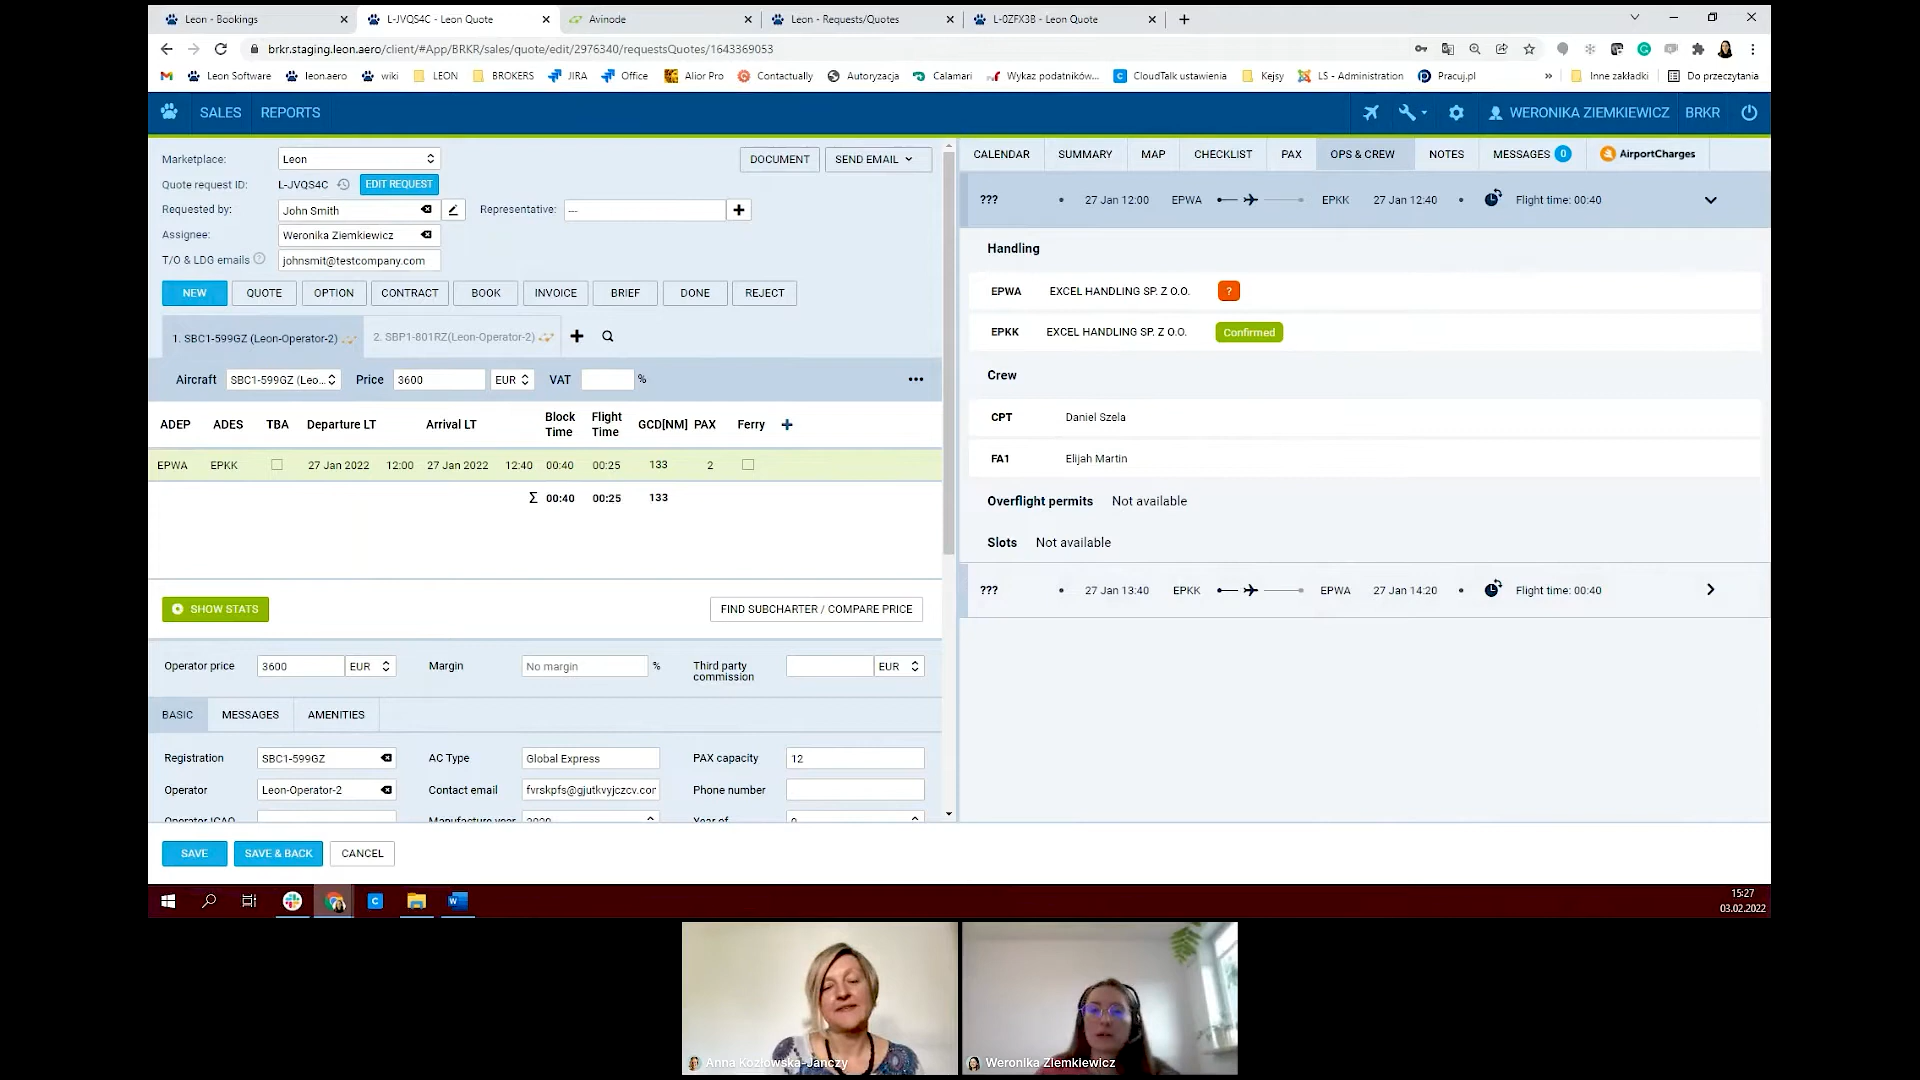 Leon - Bookings
L-JVQS4C - Leon Quote
Avinode
Leon - Requests/Quotes
L-0ZFX3B - Leon Quote
brkr.staging.leon.aero/client/#App/BRKR/sales/quote/edit/2976340/requestsQuotes/1643369053
Leon Software
leon.aero
wiki
LEON
BROKERS
JIRA
Office
Alior Pro
Contactually
Autoryzacja
Calamari
Wykaz podatników...
CloudTalk ustawienia
Kejsy
LS - Administration
Pracuj.pl
»
Inne zakładki
Do przeczytania
SALES
REPORTS
WERONIKA ZIEMKIEWICZ
BRKR
Marketplace: Leon
DOCUMENT
SEND EMAIL
Quote request ID: L-JVQS4C EDIT REQUEST
Requested by: John Smith
Representative: ---
Assignee: Weronika Ziemkiewicz
T/O & LDG emails johnsmit@testcompany.com
NEW
QUOTE
OPTION
CONTRACT
BOOK
INVOICE
BRIEF
DONE
REJECT
1. SBC1-599GZ (Leon-Operator-2)
2. SBP1-801RZ(Leon-Operator-2)
Aircraft SBC1-599GZ (Leo... Price 3600 EUR VAT %
ADEP ADES TBA Departure LT Arrival LT Block Time Flight Time GCD[NM] PAX Ferry
EPWA EPKK 27 Jan 2022 12:00 27 Jan 2022 12:40 00:40 00:25 133 2
Σ 00:40 00:25 133
SHOW STATS
FIND SUBCHARTER / COMPARE PRICE
Operator price 3600 EUR Margin No margin % Third party commission EUR
BASIC
MESSAGES
AMENITIES
Registration SBC1-599GZ AC Type Global Express PAX capacity 12
Operator Leon-Operator-2 Contact email fvrskpfs@gjutkvyjczcv.cor Phone number
Operator ICAO Manufacture year 2020 Year of 0
SAVE
SAVE & BACK
CANCEL
CALENDAR
SUMMARY
MAP
CHECKLIST
PAX
OPS & CREW
NOTES
MESSAGES 0
AirportCharges
??? • 27 Jan 12:00 EPWA EPKK 27 Jan 12:40 • Flight time: 00:40
Handling
EPWA EXCEL HANDLING SP. Z O.O. ?
EPKK EXCEL HANDLING SP. Z O.O. Confirmed
Crew
CPT Daniel Szela
FA1 Elijah Martin
Overflight permits Not available
Slots Not available
??? • 27 Jan 13:40 EPKK EPWA 27 Jan 14:20 • Flight time: 00:40
15:27
03.02.2022
Anna Kozłowska-Janczy
Weronika Ziemkiewicz